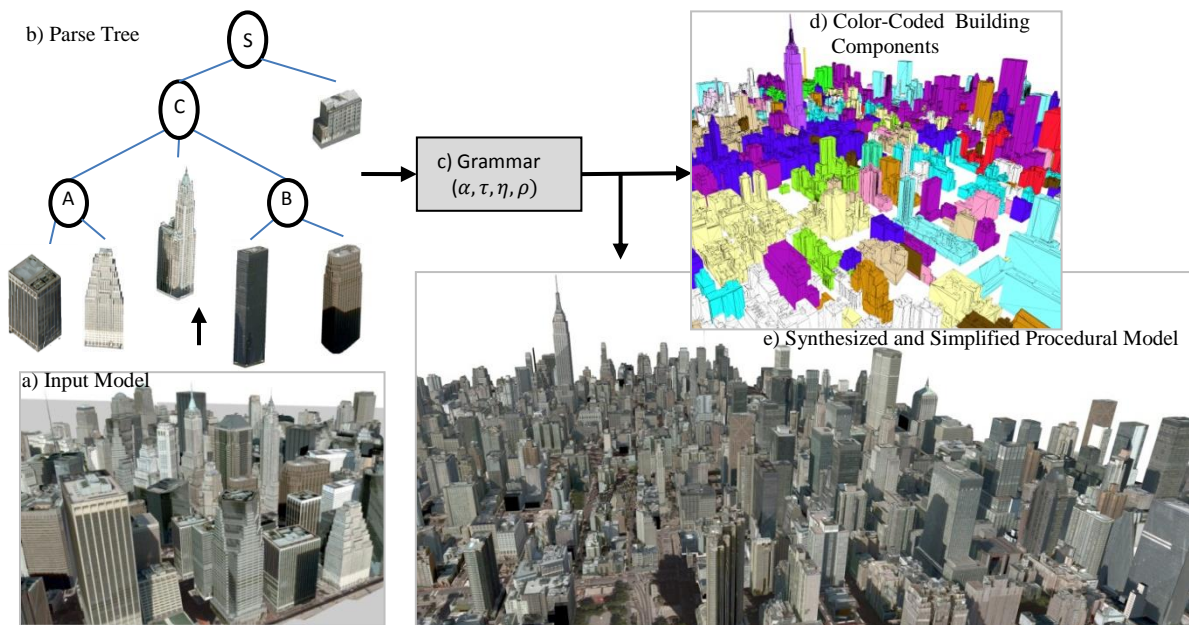 b) Parse Tree
S
C
A
B
c) Grammar
(α, τ, η, ρ)
d) Color-Coded Building
Components
a) Input Model
e) Synthesized and Simplified Procedural Model